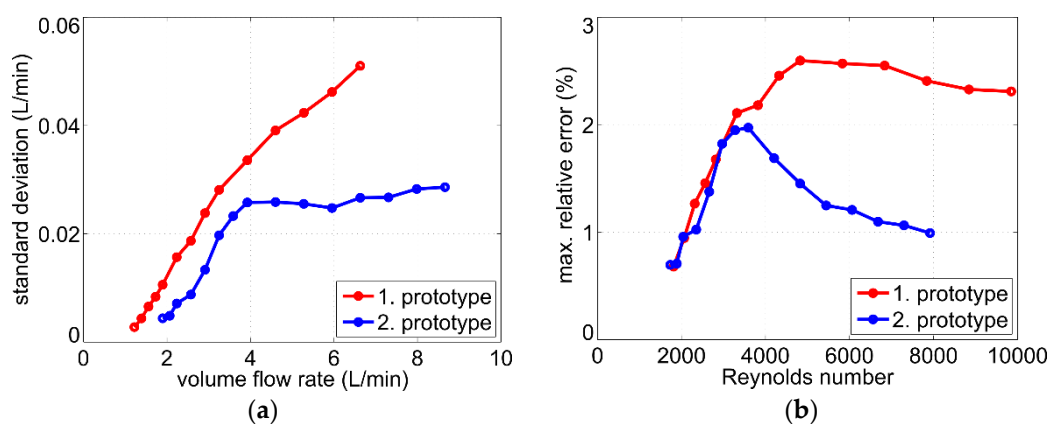 standard deviation (L/min)
0.06
0.04
0.02
0
0
2
4
6
8
10
volume flow rate (L/min)
1. prototype
2. prototype
(a)
max. relative error (%)
3
2
1
0
0
2000
4000
6000
8000
10000
Reynolds number
1. prototype
2. prototype
(b)